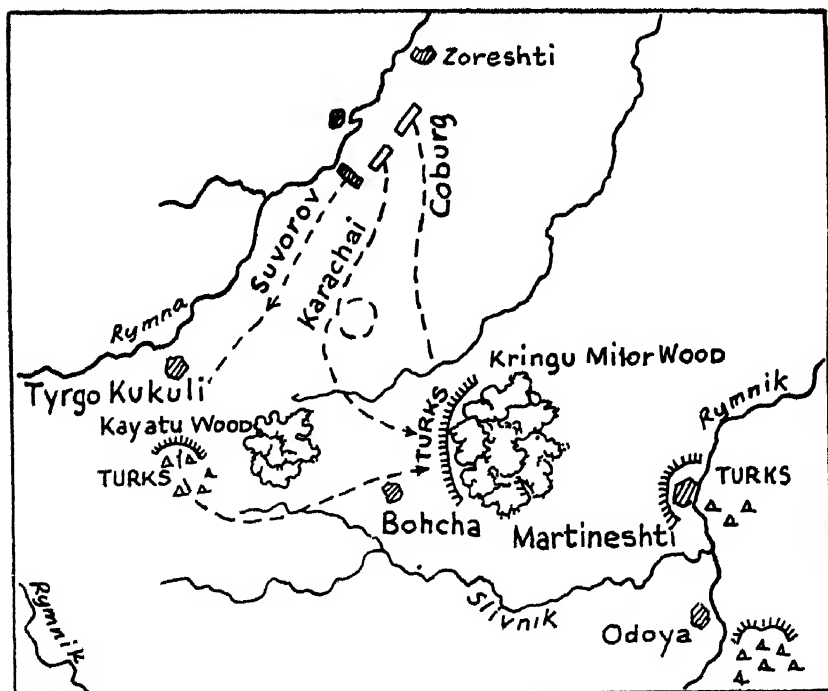 Zoreshti
Coburg
Suvorov
Karachai
Rymna
Tyrgo Kukuli
Kringu Mitor Wood
Rymnik
Kayatu Wood
TURKS
TURKS
TURKS
Bohcha
Martineshti
Rymnik
Slivnik
Odoya